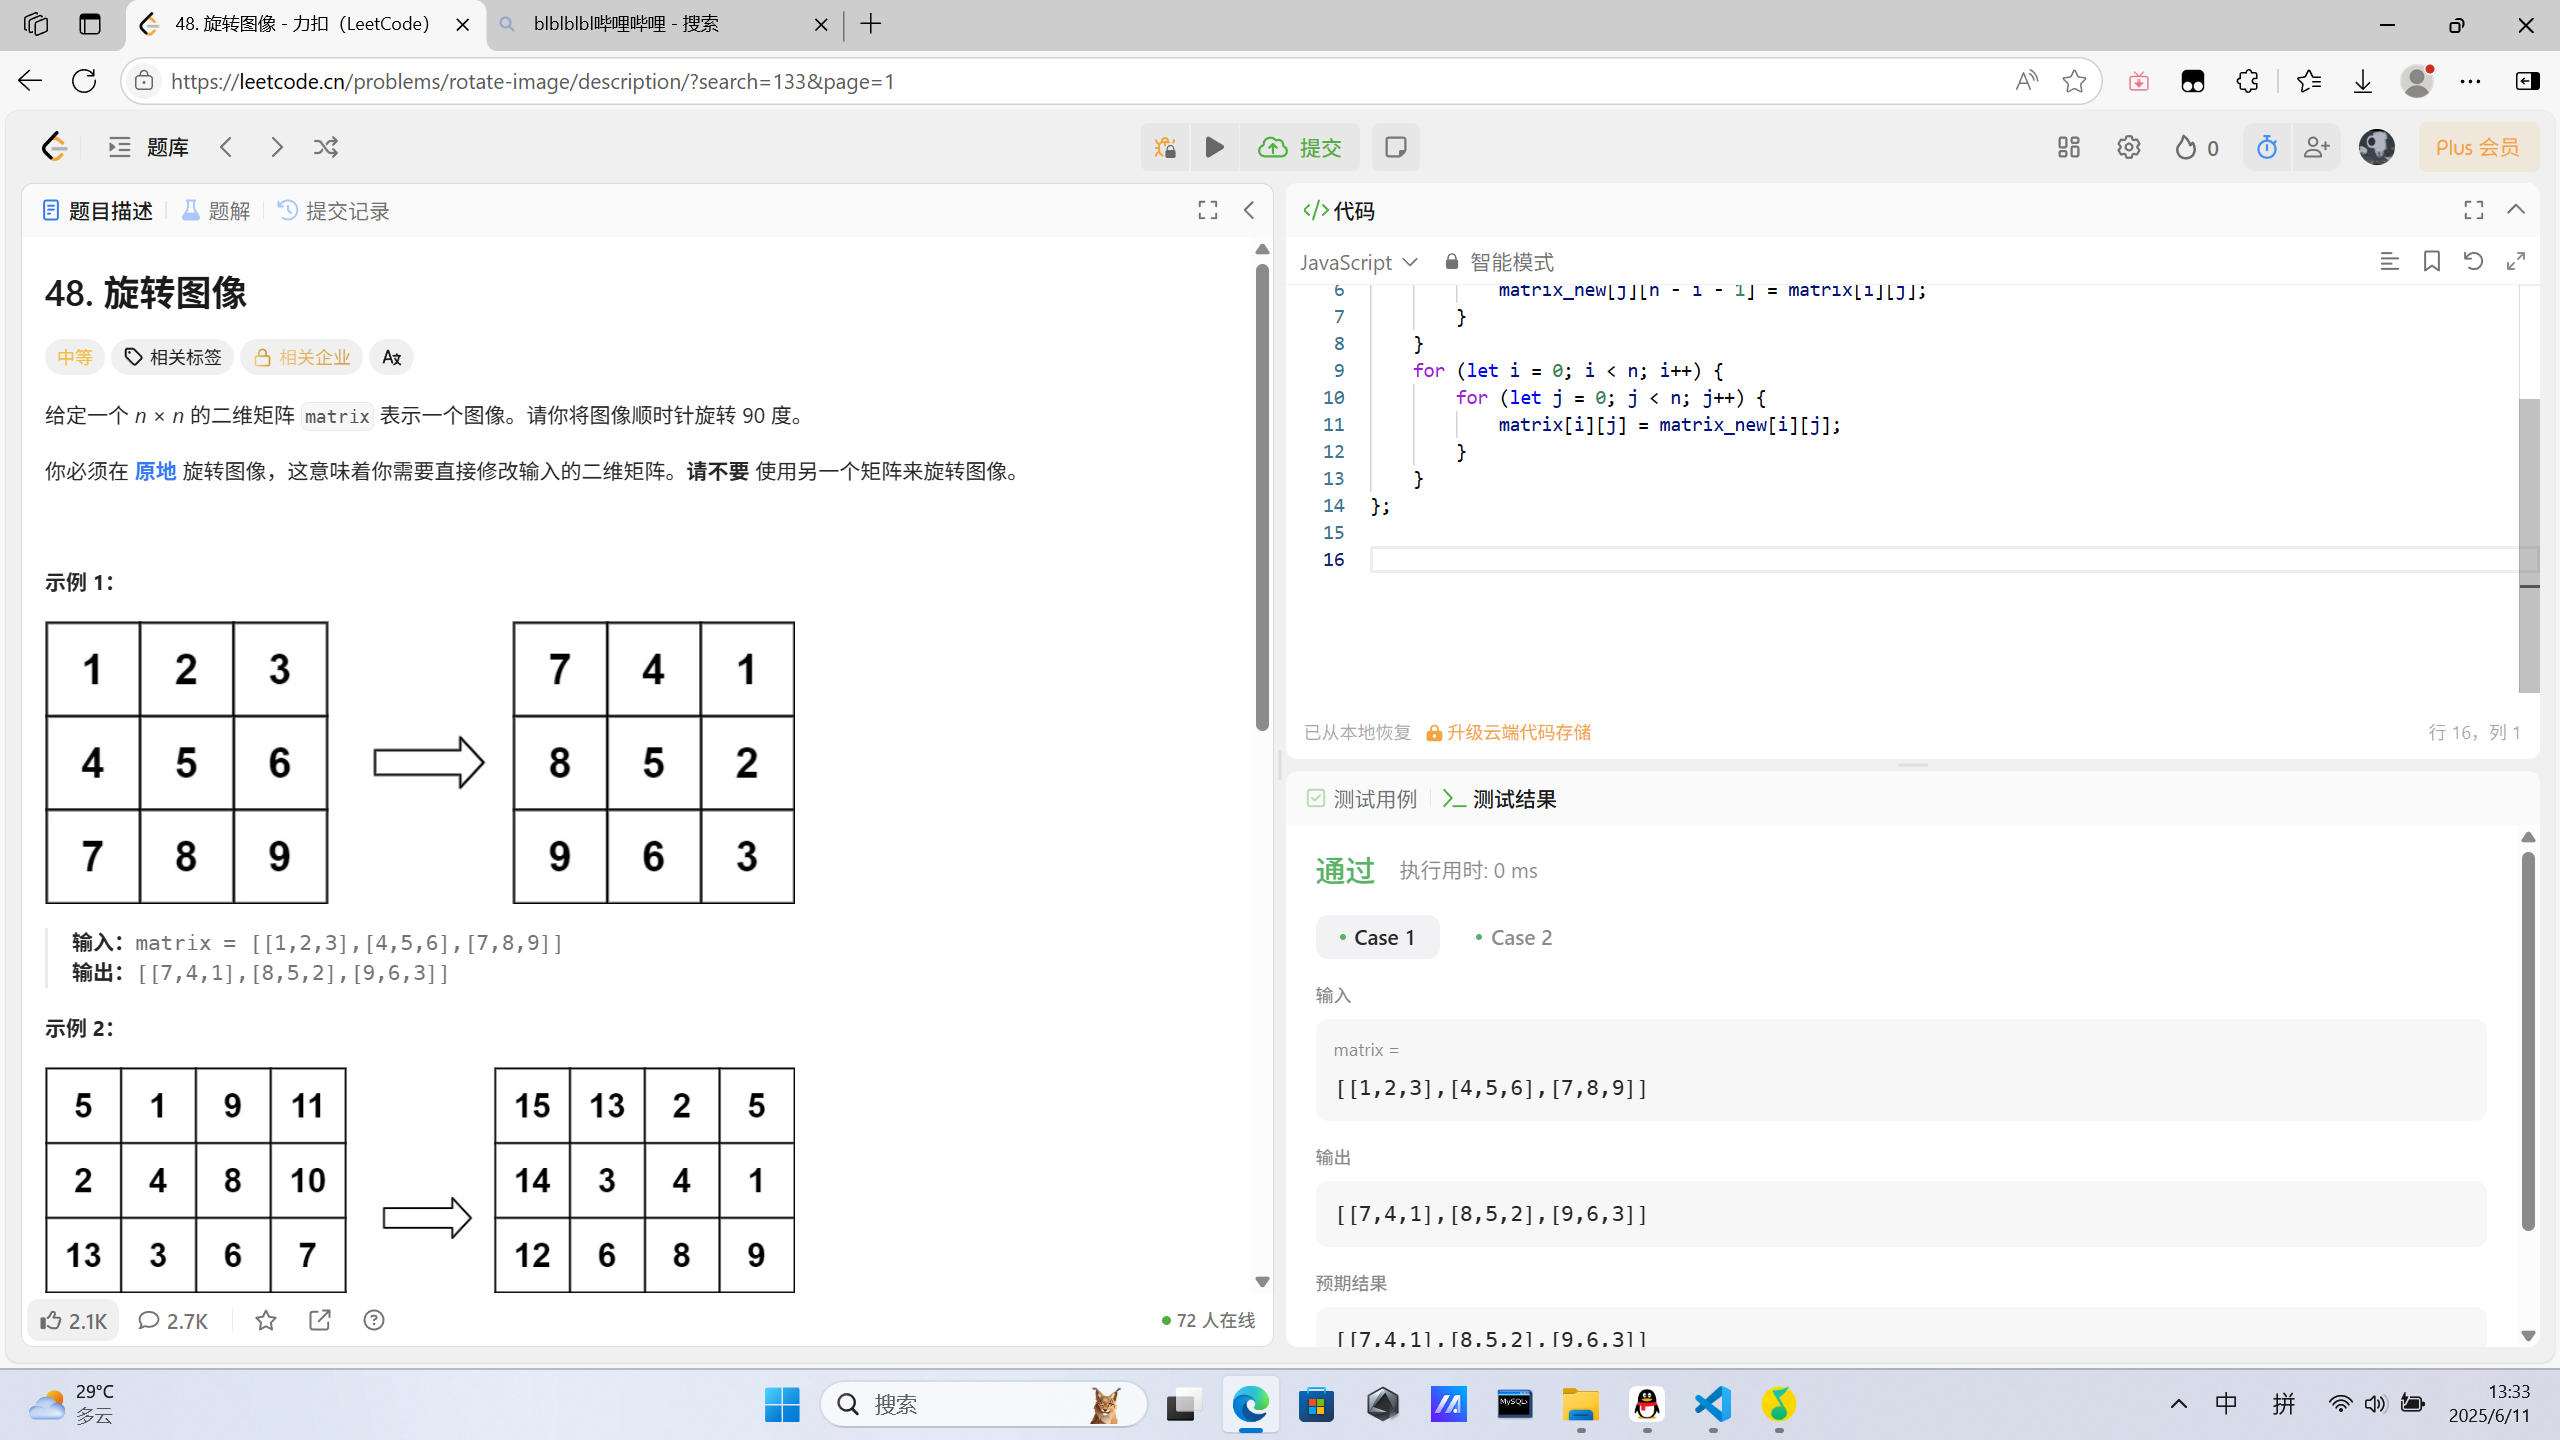 48. 旋转图像 - 力扣（LeetCode）
blblblbl哔哩哔哩 - 搜索
https://leetcode.cn/problems/rotate-image/description/?search=133&page=1
题库
提交
0
Plus 会员
题目描述
题解
提交记录
48. 旋转图像
中等
相关标签
相关企业
给定一个 n × n 的二维矩阵 matrix 表示一个图像。请你将图像顺时针旋转 90 度。
你必须在 原地 旋转图像，这意味着你需要直接修改输入的二维矩阵。请不要 使用另一个矩阵来旋转图像。
示例 1：
1 2 3 7 4 1
4 5 6 8 5 2
7 8 9 9 6 3
输入：matrix = [[1,2,3],[4,5,6],[7,8,9]]
输出：[[7,4,1],[8,5,2],[9,6,3]]
示例 2：
5 1 9 11 15 13 2 5
2 4 8 10 14 3 4 1
13 3 6 7 12 6 8 9
2.1K
2.7K
72 人在线
代码
JavaScript
智能模式
6 matrix_new[j][n - i - 1] = matrix[i][j];
7 }
8 }
9 for (let i = 0; i < n; i++) {
10 for (let j = 0; j < n; j++) {
11 matrix[i][j] = matrix_new[i][j];
12 }
13 }
14 };
15
16
已从本地恢复
升级云端代码存储
行 16，列 1
测试用例
测试结果
通过
执行用时: 0 ms
Case 1
Case 2
输入
matrix =
[[1,2,3],[4,5,6],[7,8,9]]
输出
[[7,4,1],[8,5,2],[9,6,3]]
预期结果
[[7,4,1],[8,5,2],[9,6,3]]
29°C
多云
搜索
MySQL
中
拼
13:33
2025/6/11